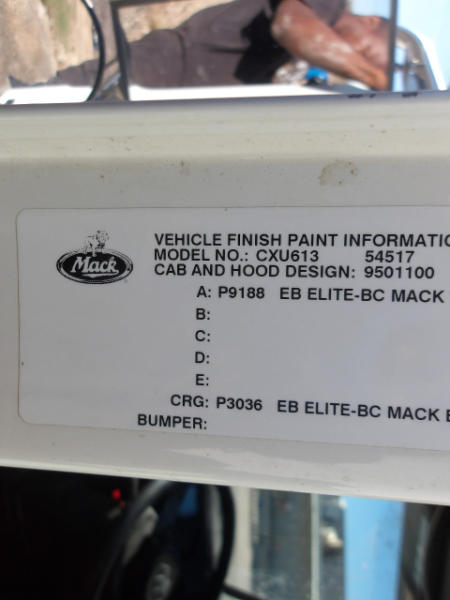 Mack
VEHICLE FINISH PAINT INFORMATIO
MODEL NO.: CXU613 54517
CAB AND HOOD DESIGN: 9501100
A: P9188 EB ELITE-BC MACK
B:
C:
D:
E:
CRG: P3036 EB ELITE-BC MACK
BUMPER: